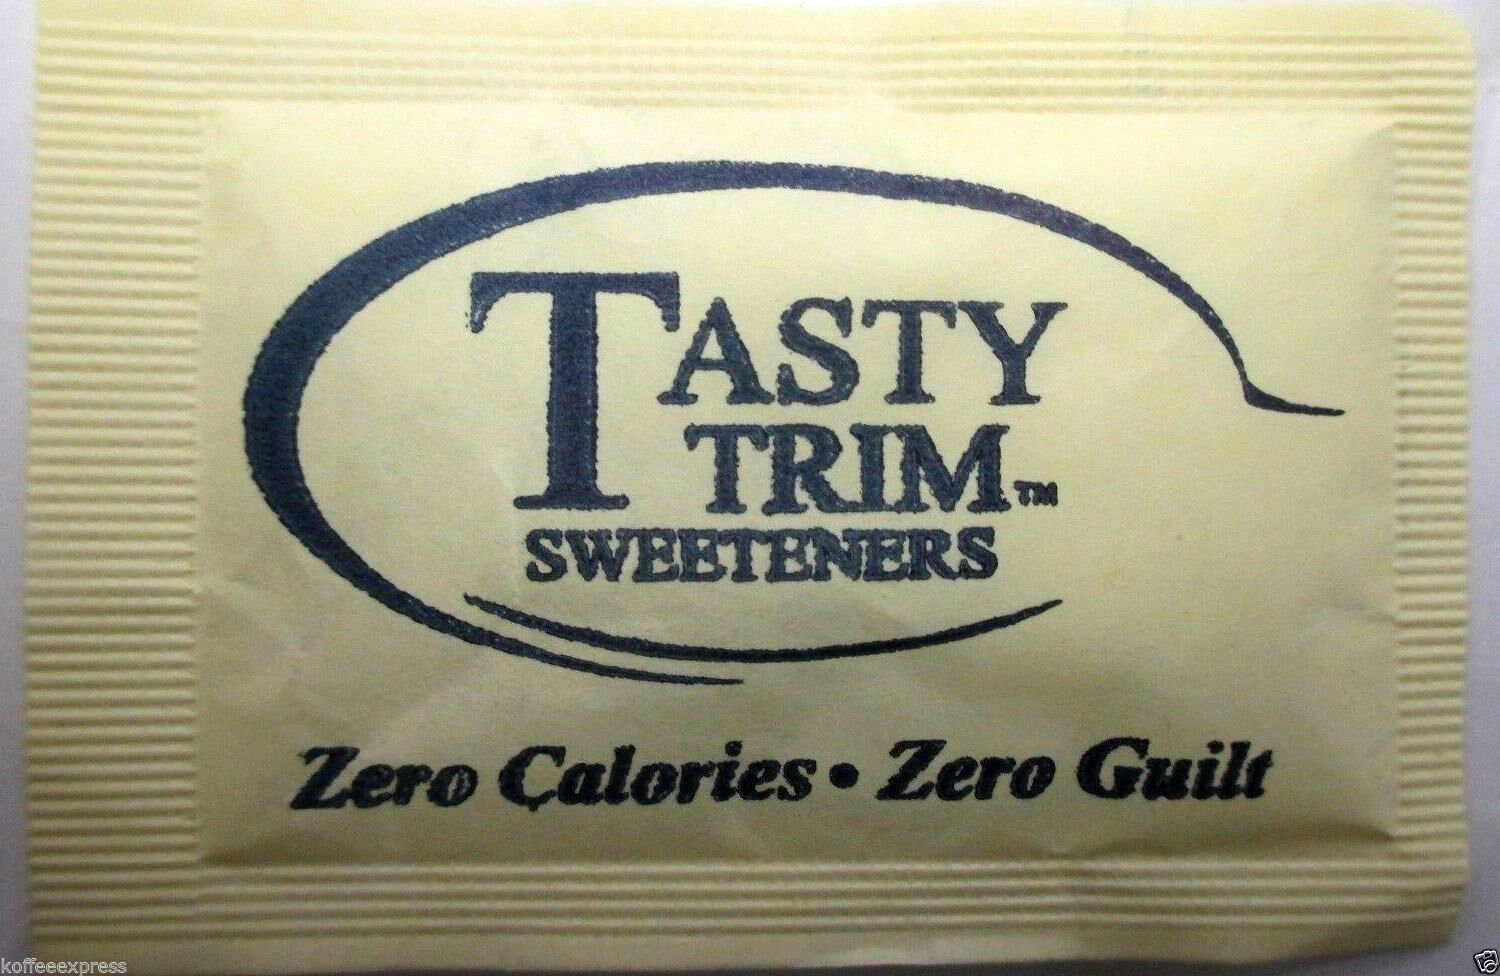 TASTY
TRIM™
SWEETENERS
Zero Calories • Zero Guilt
koffeeexpress